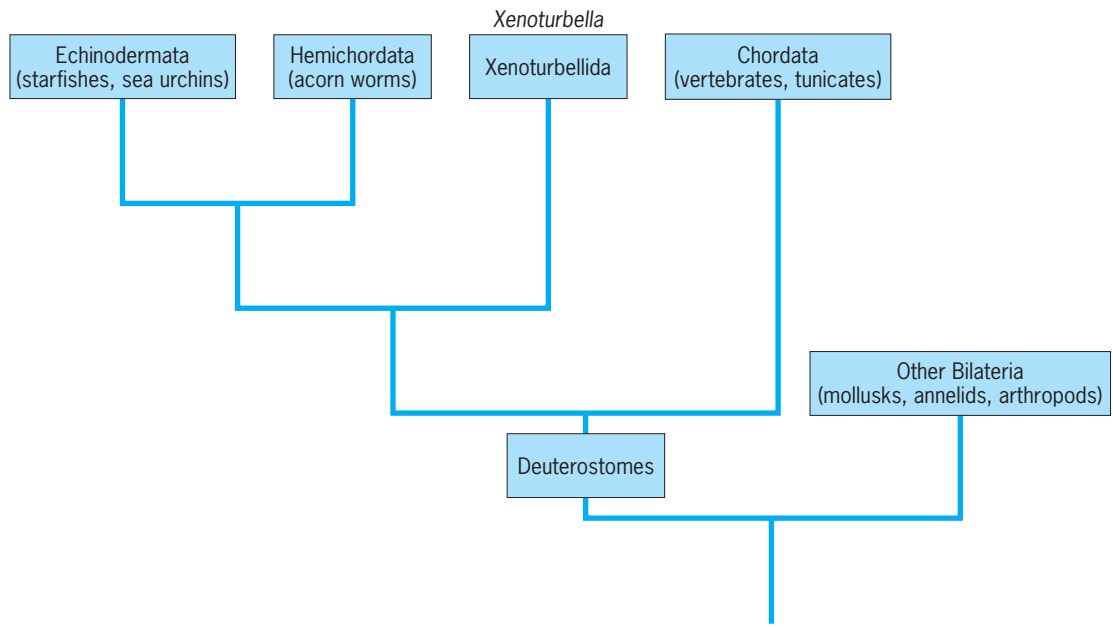 Xenoturbella
Echinodermata
(starfishes, sea urchins)
Hemichordata
(acorn worms)
Xenoturbellida
Chordata
(vertebrates, tunicates)
Other Bilateria
(mollusks, annelids, arthropods)
Deuterostomes